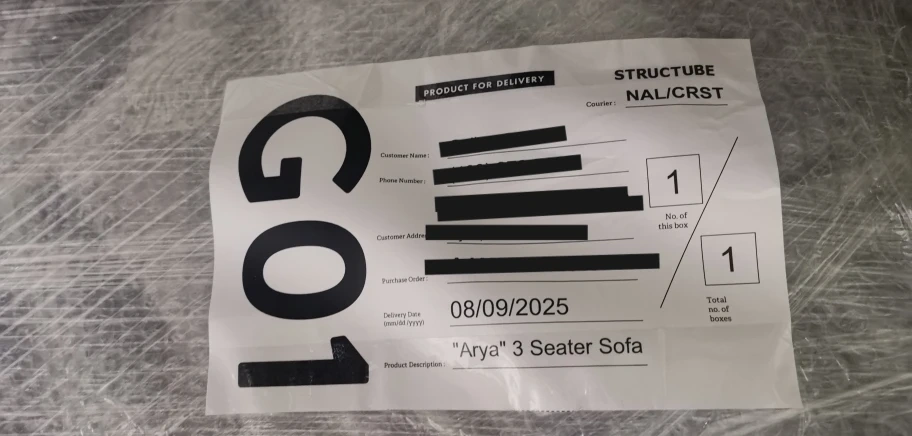 GO1
PRODUCT FOR DELIVERY
STRUCTUBE
Courier: NAL/CRST
Customer Name:
Phone Number:
Customer Addre
Purchase Order:
Delivery Date
(mm/dd/yyyy)
08/09/2025
Product Description: "Arya" 3 Seater Sofa
1
No. of
this box
1
Total
no. of
boxes